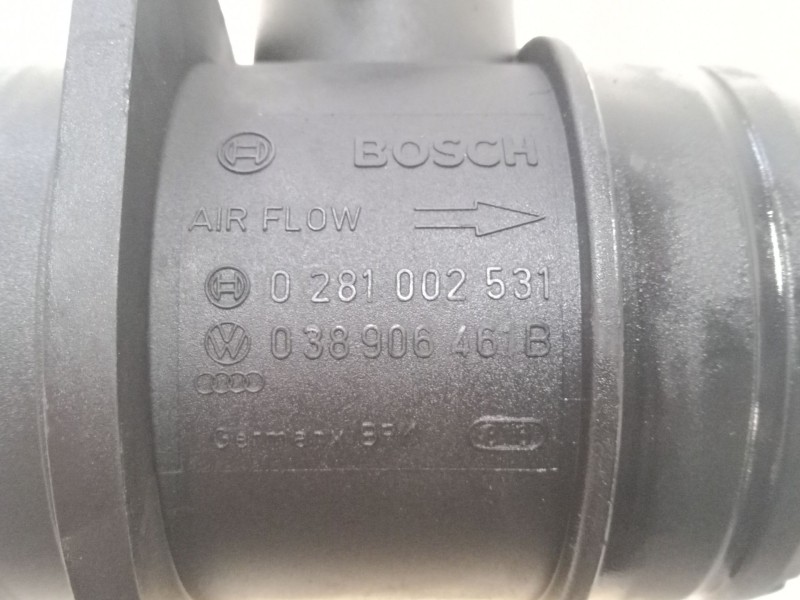 BOSCH
AIR FLOW
0 281 002 531
038 906 461 B
Germany